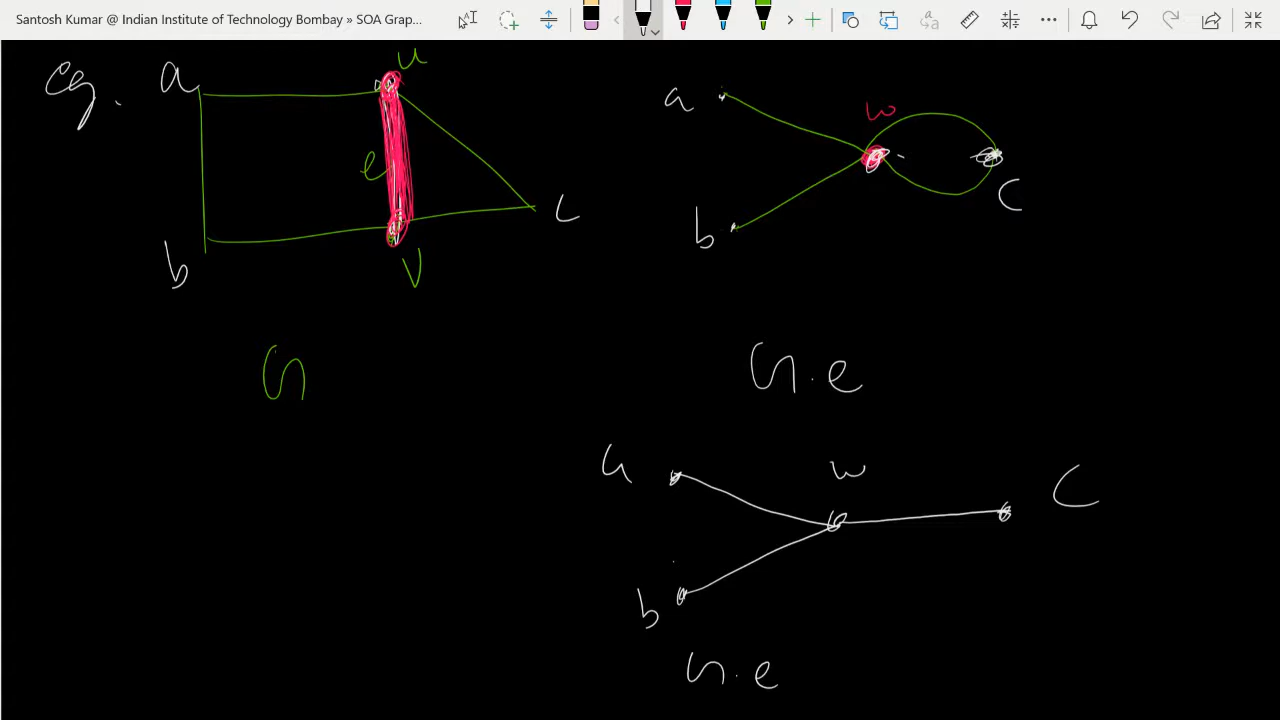 Santosh Kumar @ Indian Institute of Technology Bombay » SOA Grap...
eg.
a
u
e
b
v
c
G
a
w
b
c
G.e
a
w
c
b
G.e